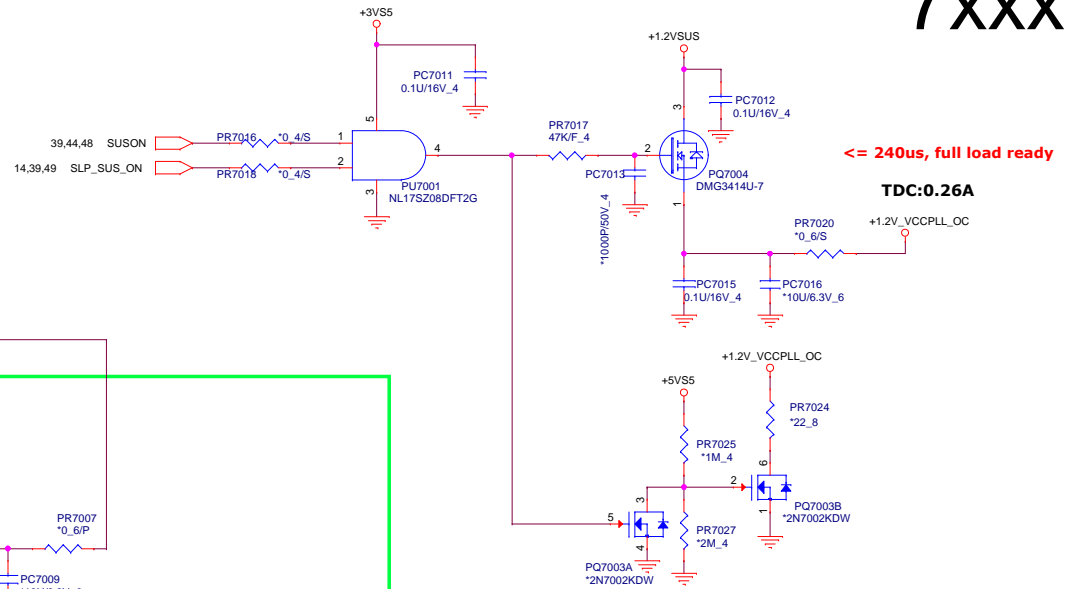 7xxx
+3VS5
+1.2VSUS
PC7011
0.1U/16V_4
PC7012
0.1U/16V_4
5
3
39,44,48 SUSON
PR7016 *0_4/S
1
14,39,49 SLP_SUS_ON
PR7018 *0_4/S
2
4
3
PU7001
NL17SZ08DFT2G
PR7017
47K/F_4
2
PC7013
*1000P/50V_4
PQ7004
DMG3414U-7
1
<= 240us, full load ready
TDC:0.26A
PR7020
*0_6/S
+1.2V_VCCPLL_OC
PC7015
0.1U/16V_4
PC7016
*10U/6.3V_6
+1.2V_VCCPLL_OC
+5VS5
PR7024
*22_8
PR7025
*1M_4
6
2
3
1
PQ7003B
*2N7002KDW
5
4
PR7027
*2M_4
PQ7003A
*2N7002KDW
PR7007
*0_6/P
PC7009